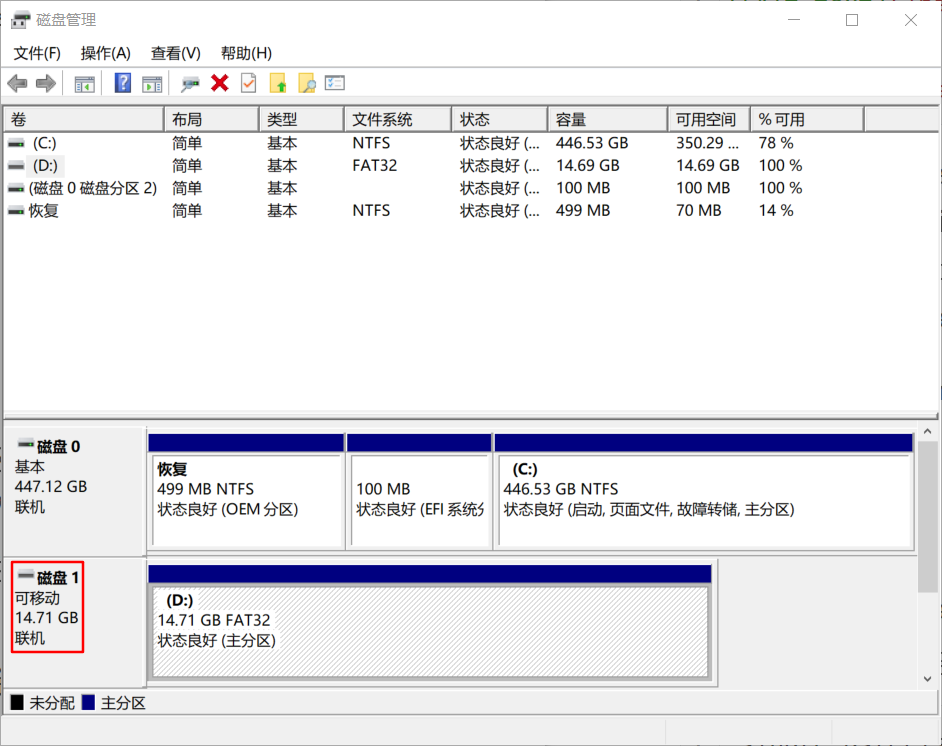 磁盘管理
文件(F) 操作(A) 查看(V) 帮助(H)
卷 布局 类型 文件系统 状态 容量 可用空间 % 可用
(C:) 简单 基本 NTFS 状态良好 (... 446.53 GB 350.29 ... 78 %
(D:) 简单 基本 FAT32 状态良好 (... 14.69 GB 14.69 GB 100 %
(磁盘 0 磁盘分区 2) 简单 基本 状态良好 (... 100 MB 100 MB 100 %
恢复 简单 基本 NTFS 状态良好 (... 499 MB 70 MB 14 %
磁盘 0
基本
447.12 GB
联机
恢复
499 MB NTFS
状态良好 (OEM 分区)
100 MB
状态良好 (EFI 系统分
(C:)
446.53 GB NTFS
状态良好 (启动, 页面文件, 故障转储, 主分区)
磁盘 1
可移动
14.71 GB
联机
(D:)
14.71 GB FAT32
状态良好 (主分区)
未分配 主分区